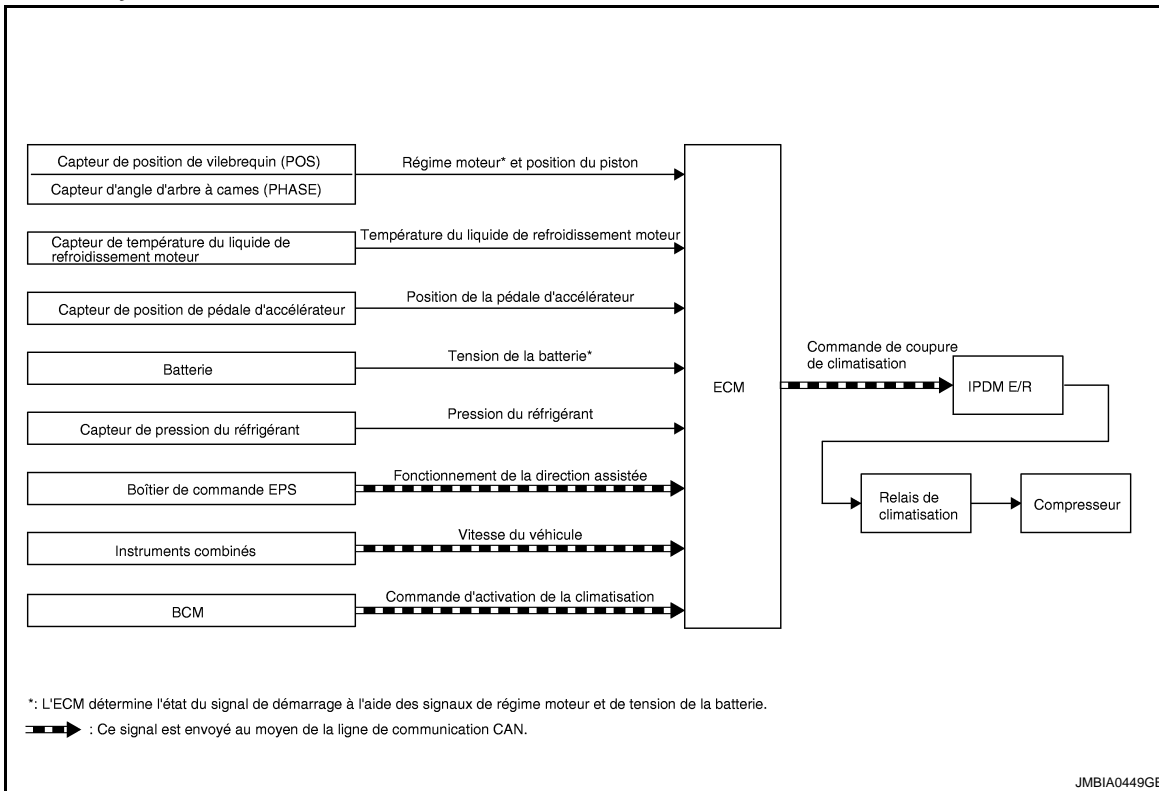 Capteur de position de vilebrequin (POS)
Capteur d'angle d'arbre à cames (PHASE)
Régime moteur* et position du piston
Capteur de température du liquide de
refroidissement moteur
Température du liquide de refroidissement moteur
Capteur de position de pédale d'accélérateur
Position de la pédale d'accélérateur
Batterie
Tension de la batterie*
Capteur de pression du réfrigérant
Pression du réfrigérant
Boîtier de commande EPS
Fonctionnement de la direction assistée
Instruments combinés
Vitesse du véhicule
BCM
Commande d'activation de la climatisation
ECM
Commande de coupure
de climatisation
IPDM E/R
Relais de
climatisation
Compresseur
*: L'ECM détermine l'état du signal de démarrage à l'aide des signaux de régime moteur et de tension de la batterie.
: Ce signal est envoyé au moyen de la ligne de communication CAN.
JMBIA0449GB